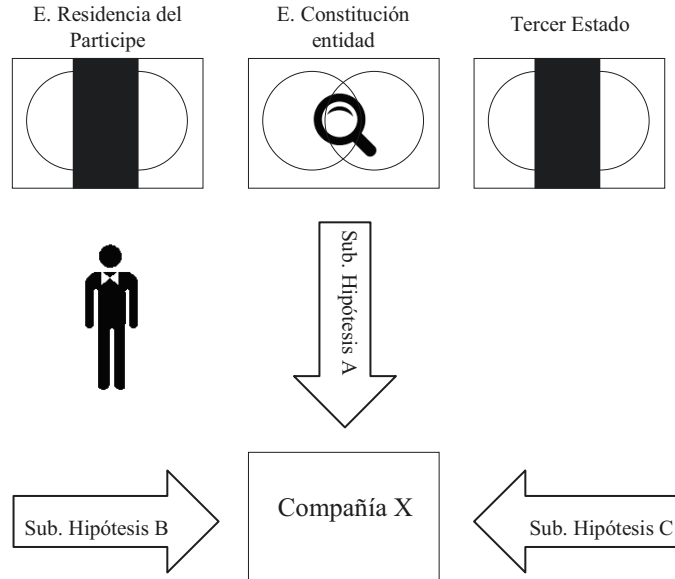 E. Residencia del
Participe
E. Constitución
entidad
Tercer Estado
Sub. Hipótesis A
Compañía X
Sub. Hipótesis B
Sub. Hipótesis C